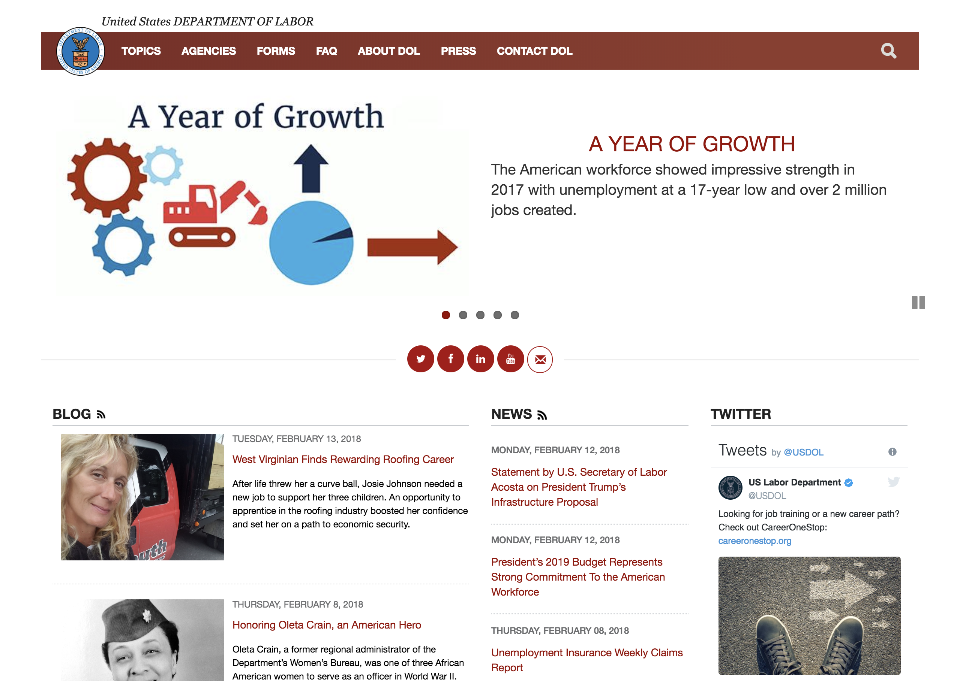 United States DEPARTMENT OF LABOR
TOPICS AGENCIES FORMS FAQ ABOUT DOL PRESS CONTACT DOL
A Year of Growth
A YEAR OF GROWTH
The American workforce showed impressive strength in
2017 with unemployment at a 17-year low and over 2 million
jobs created.
BLOG
TUESDAY, FEBRUARY 13, 2018
West Virginian Finds Rewarding Roofing Career
After life threw her a curve ball, Josie Johnson needed a
new job to support her three children. An opportunity to
apprentice in the roofing industry boosted her confidence
and set her on a path to economic security.
THURSDAY, FEBRUARY 8, 2018
Honoring Oleta Crain, an American Hero
Oleta Crain, a former regional administrator of the
Department's Women's Bureau, was one of three African
American women to serve as an officer in World War II.
NEWS
MONDAY, FEBRUARY 12, 2018
Statement by U.S. Secretary of Labor
Acosta on President Trump's
Infrastructure Proposal
MONDAY, FEBRUARY 12, 2018
President's 2019 Budget Represents
Strong Commitment To the American
Workforce
THURSDAY, FEBRUARY 08, 2018
Unemployment Insurance Weekly Claims
Report
TWITTER
Tweets by @USDOL
US Labor Department
@USDOL
Looking for job training or a new career path?
Check out CareerOneStop:
careeronestop.org